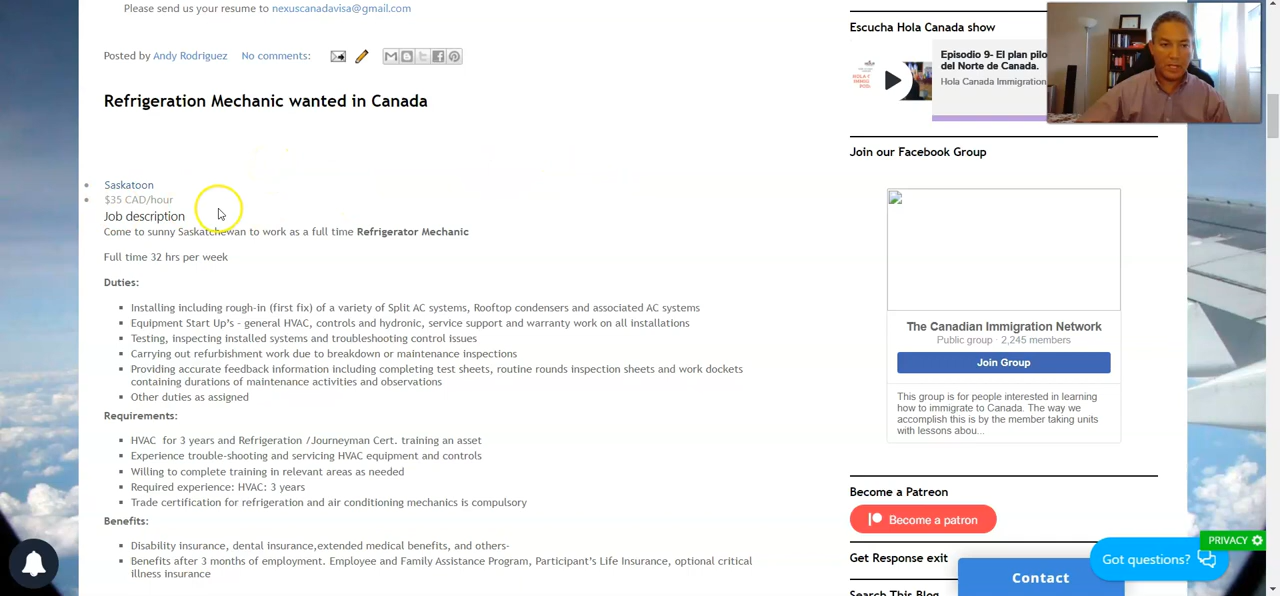 Please send us your resume to nexuscanadavisa@gmail.com
Posted by Andy Rodriguez No comments:
Refrigeration Mechanic wanted in Canada
Saskatoon
$35 CAD/hour
Job description
Come to sunny Saskatchewan to work as a full time Refrigerator Mechanic
Full time 32 hrs per week
Duties:
Installing including rough-in (first fix) of a variety of Split AC systems, Rooftop condensers and associated AC systems
Equipment Start Up's - general HVAC, controls and hydronic, service support and warranty work on all installations
Testing, inspecting installed systems and troubleshooting control issues
Carrying out refurbishment work due to breakdown or maintenance inspections
Providing accurate feedback information including completing test sheets, routine rounds inspection sheets and work dockets
containing durations of maintenance activities and observations
Other duties as assigned
Requirements:
HVAC for 3 years and Refrigeration /Journeyman Cert. training an asset
Experience trouble-shooting and servicing HVAC equipment and controls
Willing to complete training in relevant areas as needed
Required experience: HVAC: 3 years
Trade certification for refrigeration and air conditioning mechanics is compulsory
Benefits:
Disability insurance, dental insurance,extended medical benefits, and others-
Benefits after 3 months of employment. Employee and Family Assistance Program, Participant's Life Insurance, optional critical
illness insurance
Escucha Hola Canada show
Episodio 9- El plan pilo
del Norte de Canada.
Hola Canada Immigration
Join our Facebook Group
The Canadian Immigration Network
Public group · 2,245 members
Join Group
This group is for people interested in learning
how to immigrate to Canada. The way we
accomplish this is by the member taking units
with lessons abou...
Become a Patreon
Become a patron
Get Response exit
Search This Blog
PRIVACY
Got questions?
Contact